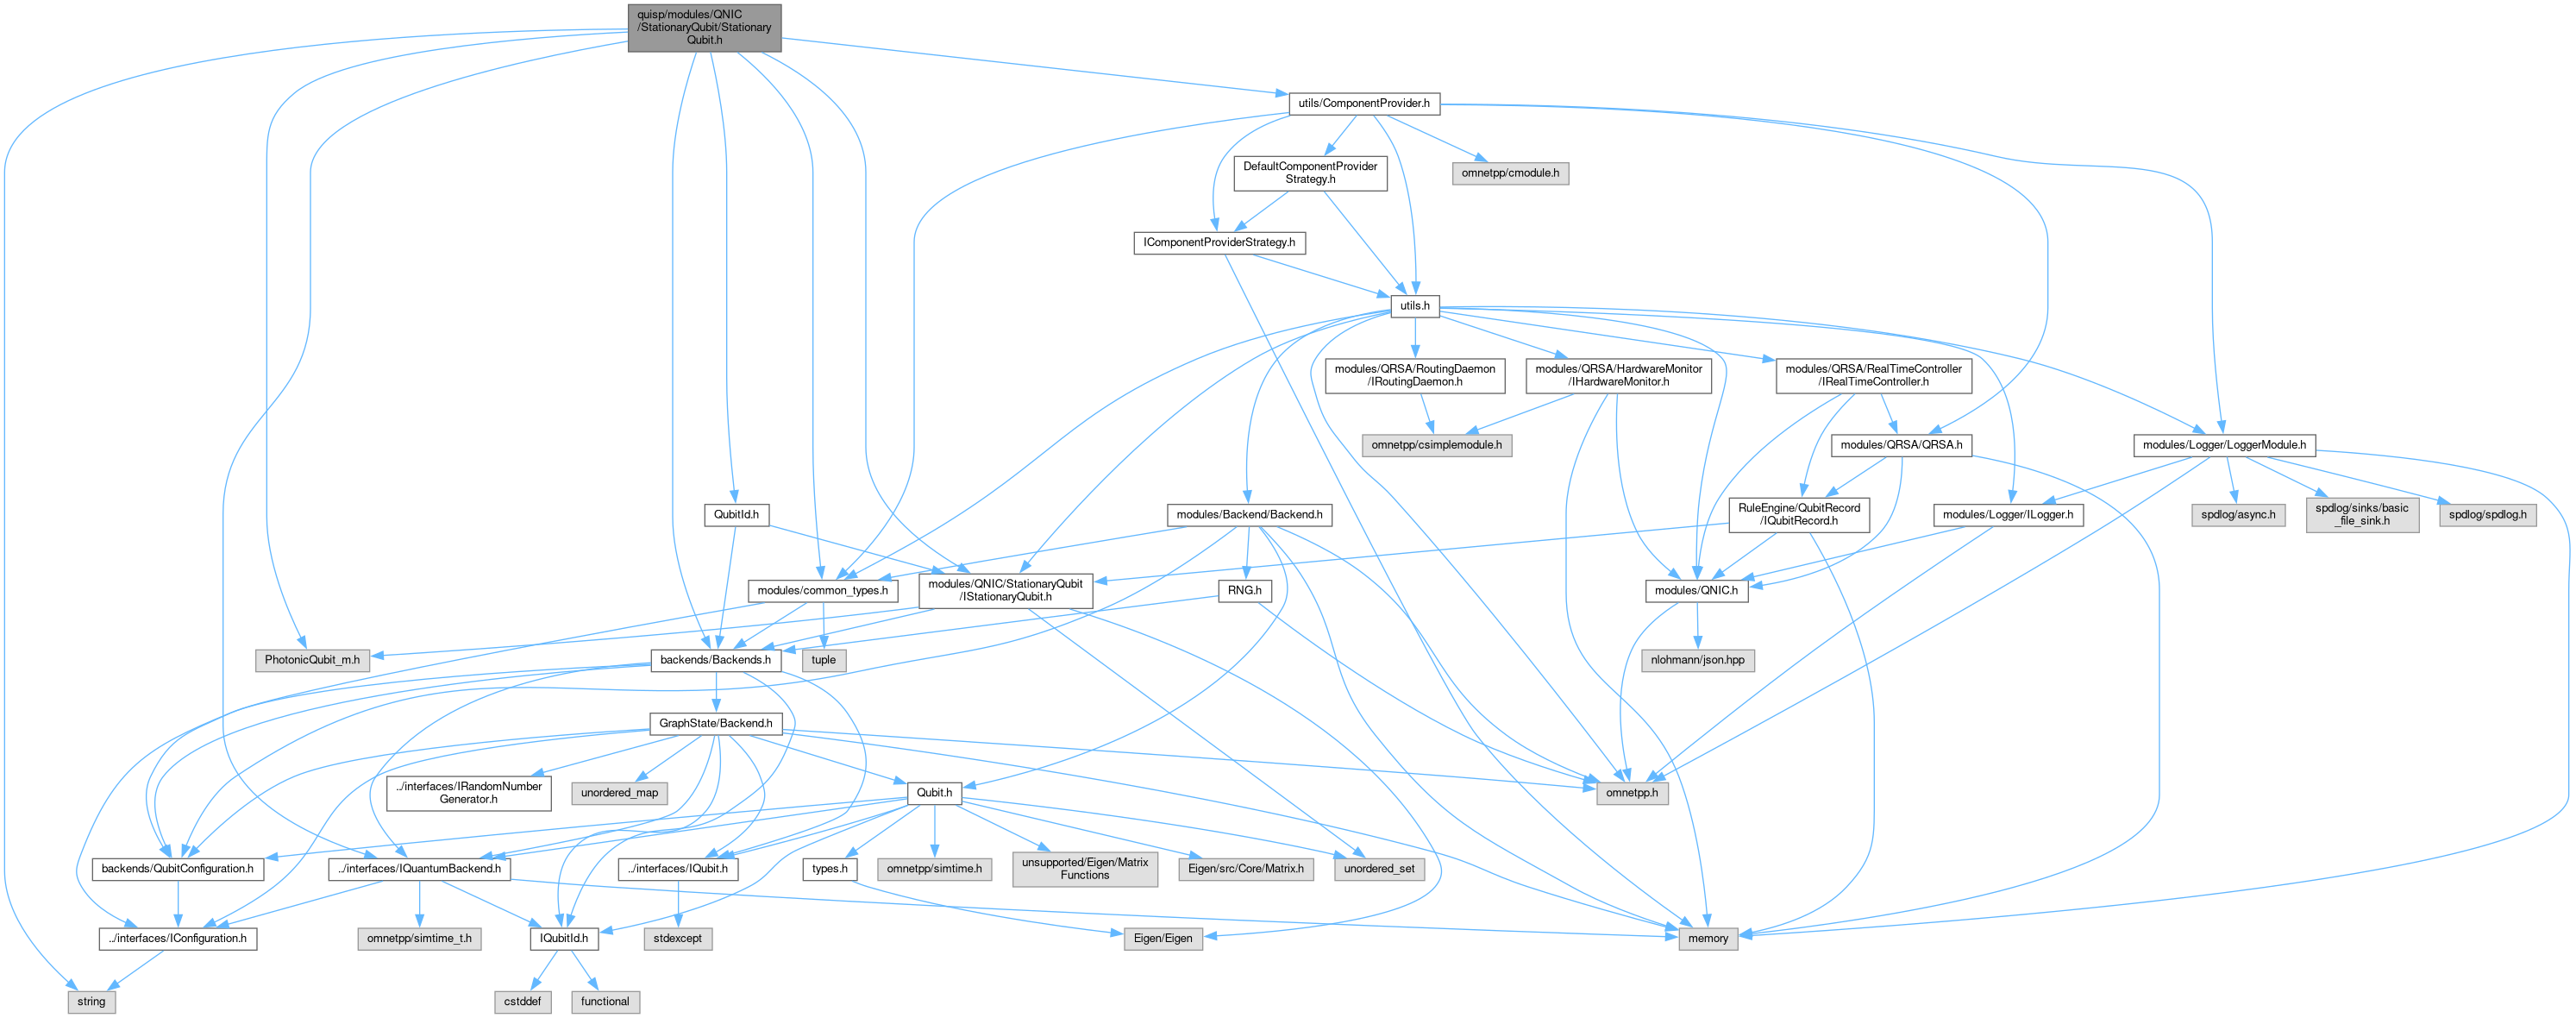 quisp/modules/QNIC
/StationaryQubit/Stationary
Qubit.h
utils/ComponentProvider.h
DefaultComponentProvider
Strategy.h
omnetpp/cmodule.h
IComponentProviderStrategy.h
utils.h
modules/QRSA/RoutingDaemon
/IRoutingDaemon.h
modules/QRSA/HardwareMonitor
/IHardwareMonitor.h
modules/QRSA/RealTimeController
/IRealTimeController.h
omnetpp/csimplemodule.h
modules/QRSA/QRSA.h
modules/Logger/LoggerModule.h
QubitId.h
modules/Backend/Backend.h
RuleEngine/QubitRecord
/IQubitRecord.h
modules/Logger/ILogger.h
spdlog/async.h
spdlog/sinks/basic
_file_sink.h
spdlog/spdlog.h
modules/common_types.h
modules/QNIC/StationaryQubit
/IStationaryQubit.h
RNG.h
modules/QNIC.h
PhotonicQubit_m.h
backends/Backends.h
tuple
nlohmann/json.hpp
GraphState/Backend.h
../interfaces/IRandomNumber
Generator.h
unordered_map
Qubit.h
omnetpp.h
backends/QubitConfiguration.h
../interfaces/IQuantumBackend.h
../interfaces/IQubit.h
types.h
omnetpp/simtime.h
unsupported/Eigen/Matrix
Functions
Eigen/src/Core/Matrix.h
unordered_set
../interfaces/IConfiguration.h
omnetpp/simtime_t.h
IQubitId.h
stdexcept
Eigen/Eigen
memory
string
cstddef
functional